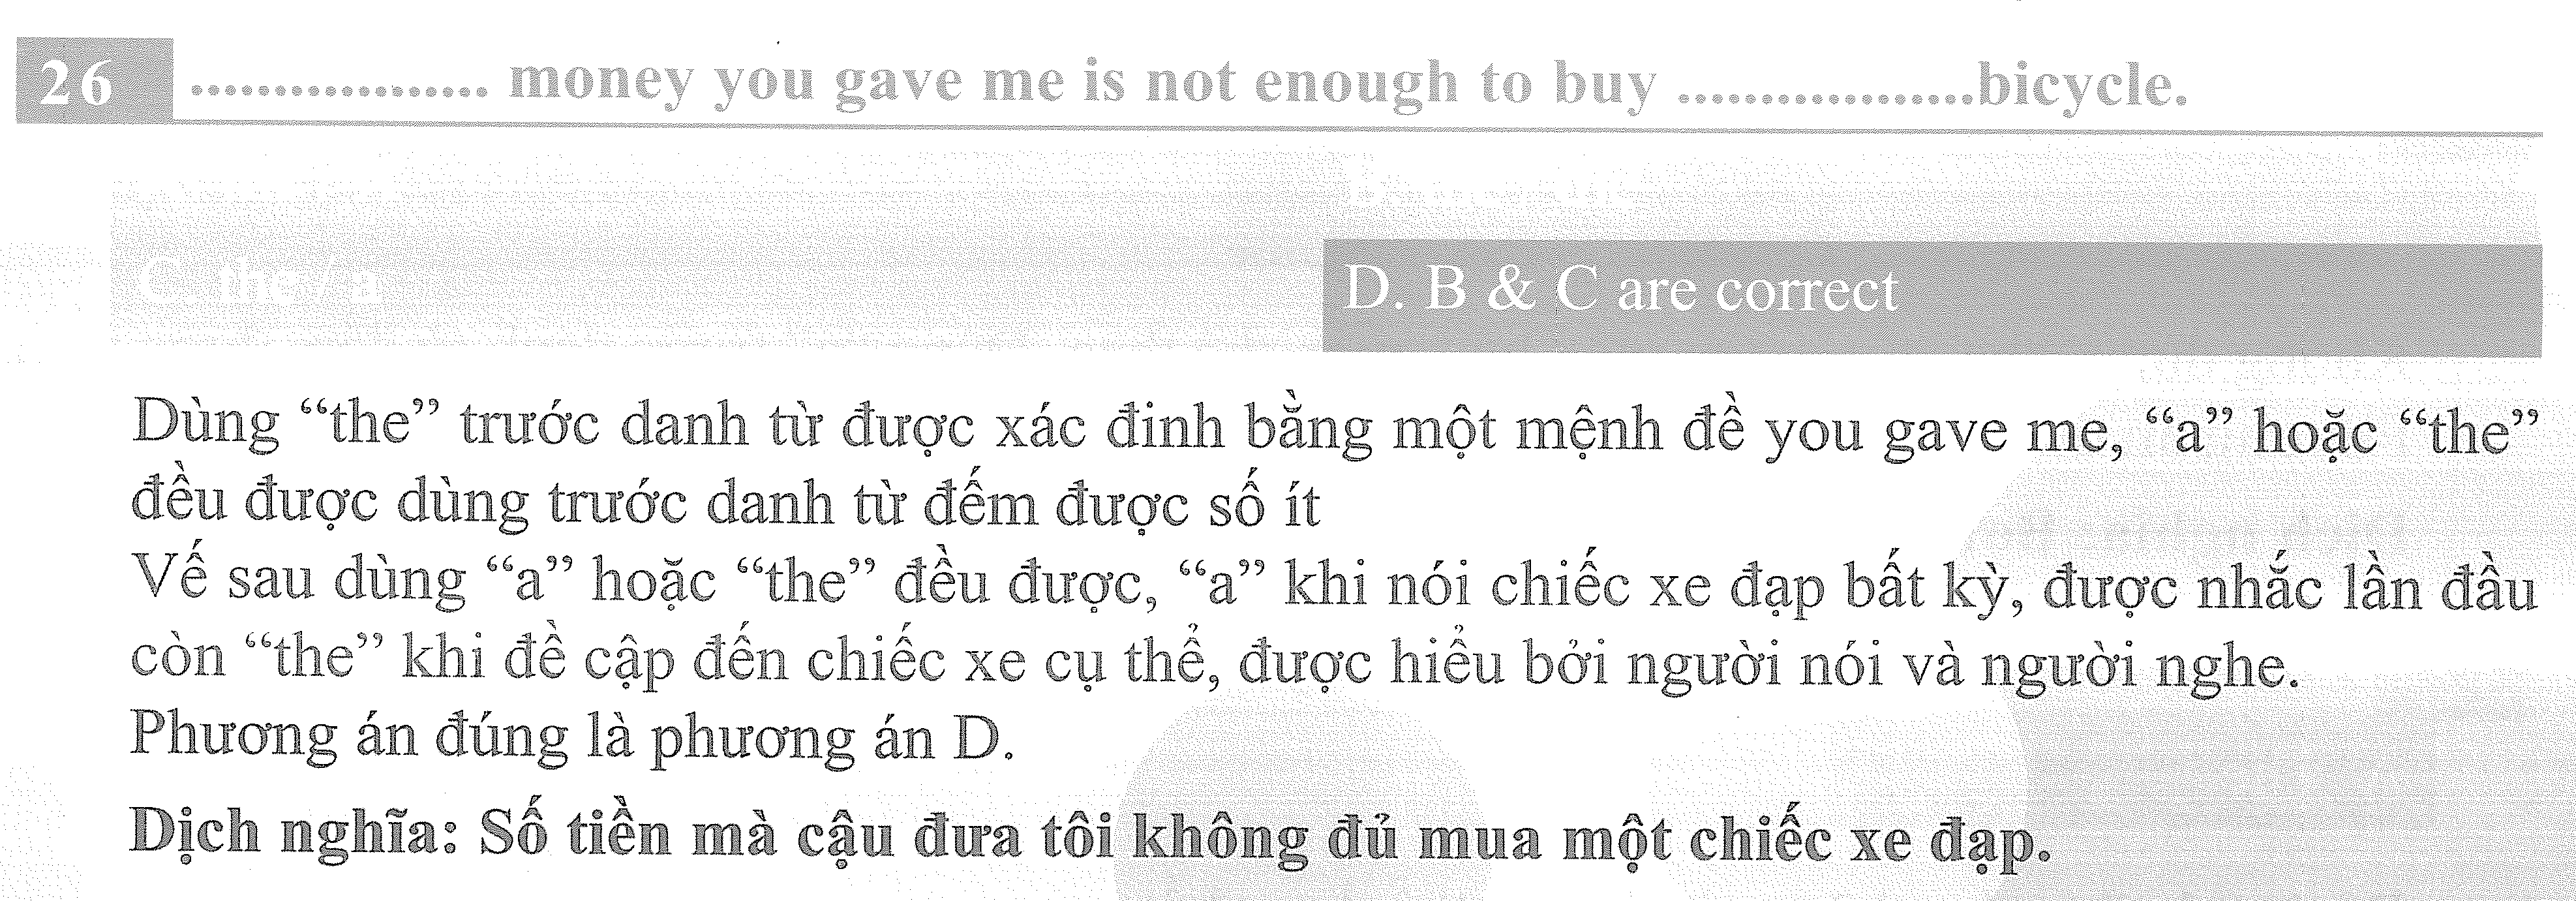 26 .................. money you gave me is not enough to buy ..................bicycle.
C. the / a
D. B & C are correct
Dùng “the” trước danh từ được xác đinh bằng một mệnh đề you gave me, “a” hoặc “the”
đều được dùng trước danh từ đếm được số ít
Vế sau dùng “a” hoặc “the” đều được, “a” khi nói chiếc xe đạp bất kỳ, được nhắc lần đầu
còn “the” khi đề cập đến chiếc xe cụ thể, được hiểu bởi người nói và người nghe.
Phương án đúng là phương án D.
Dịch nghĩa: Số tiền mà cậu đưa tôi không đủ mua một chiếc xe đạp.